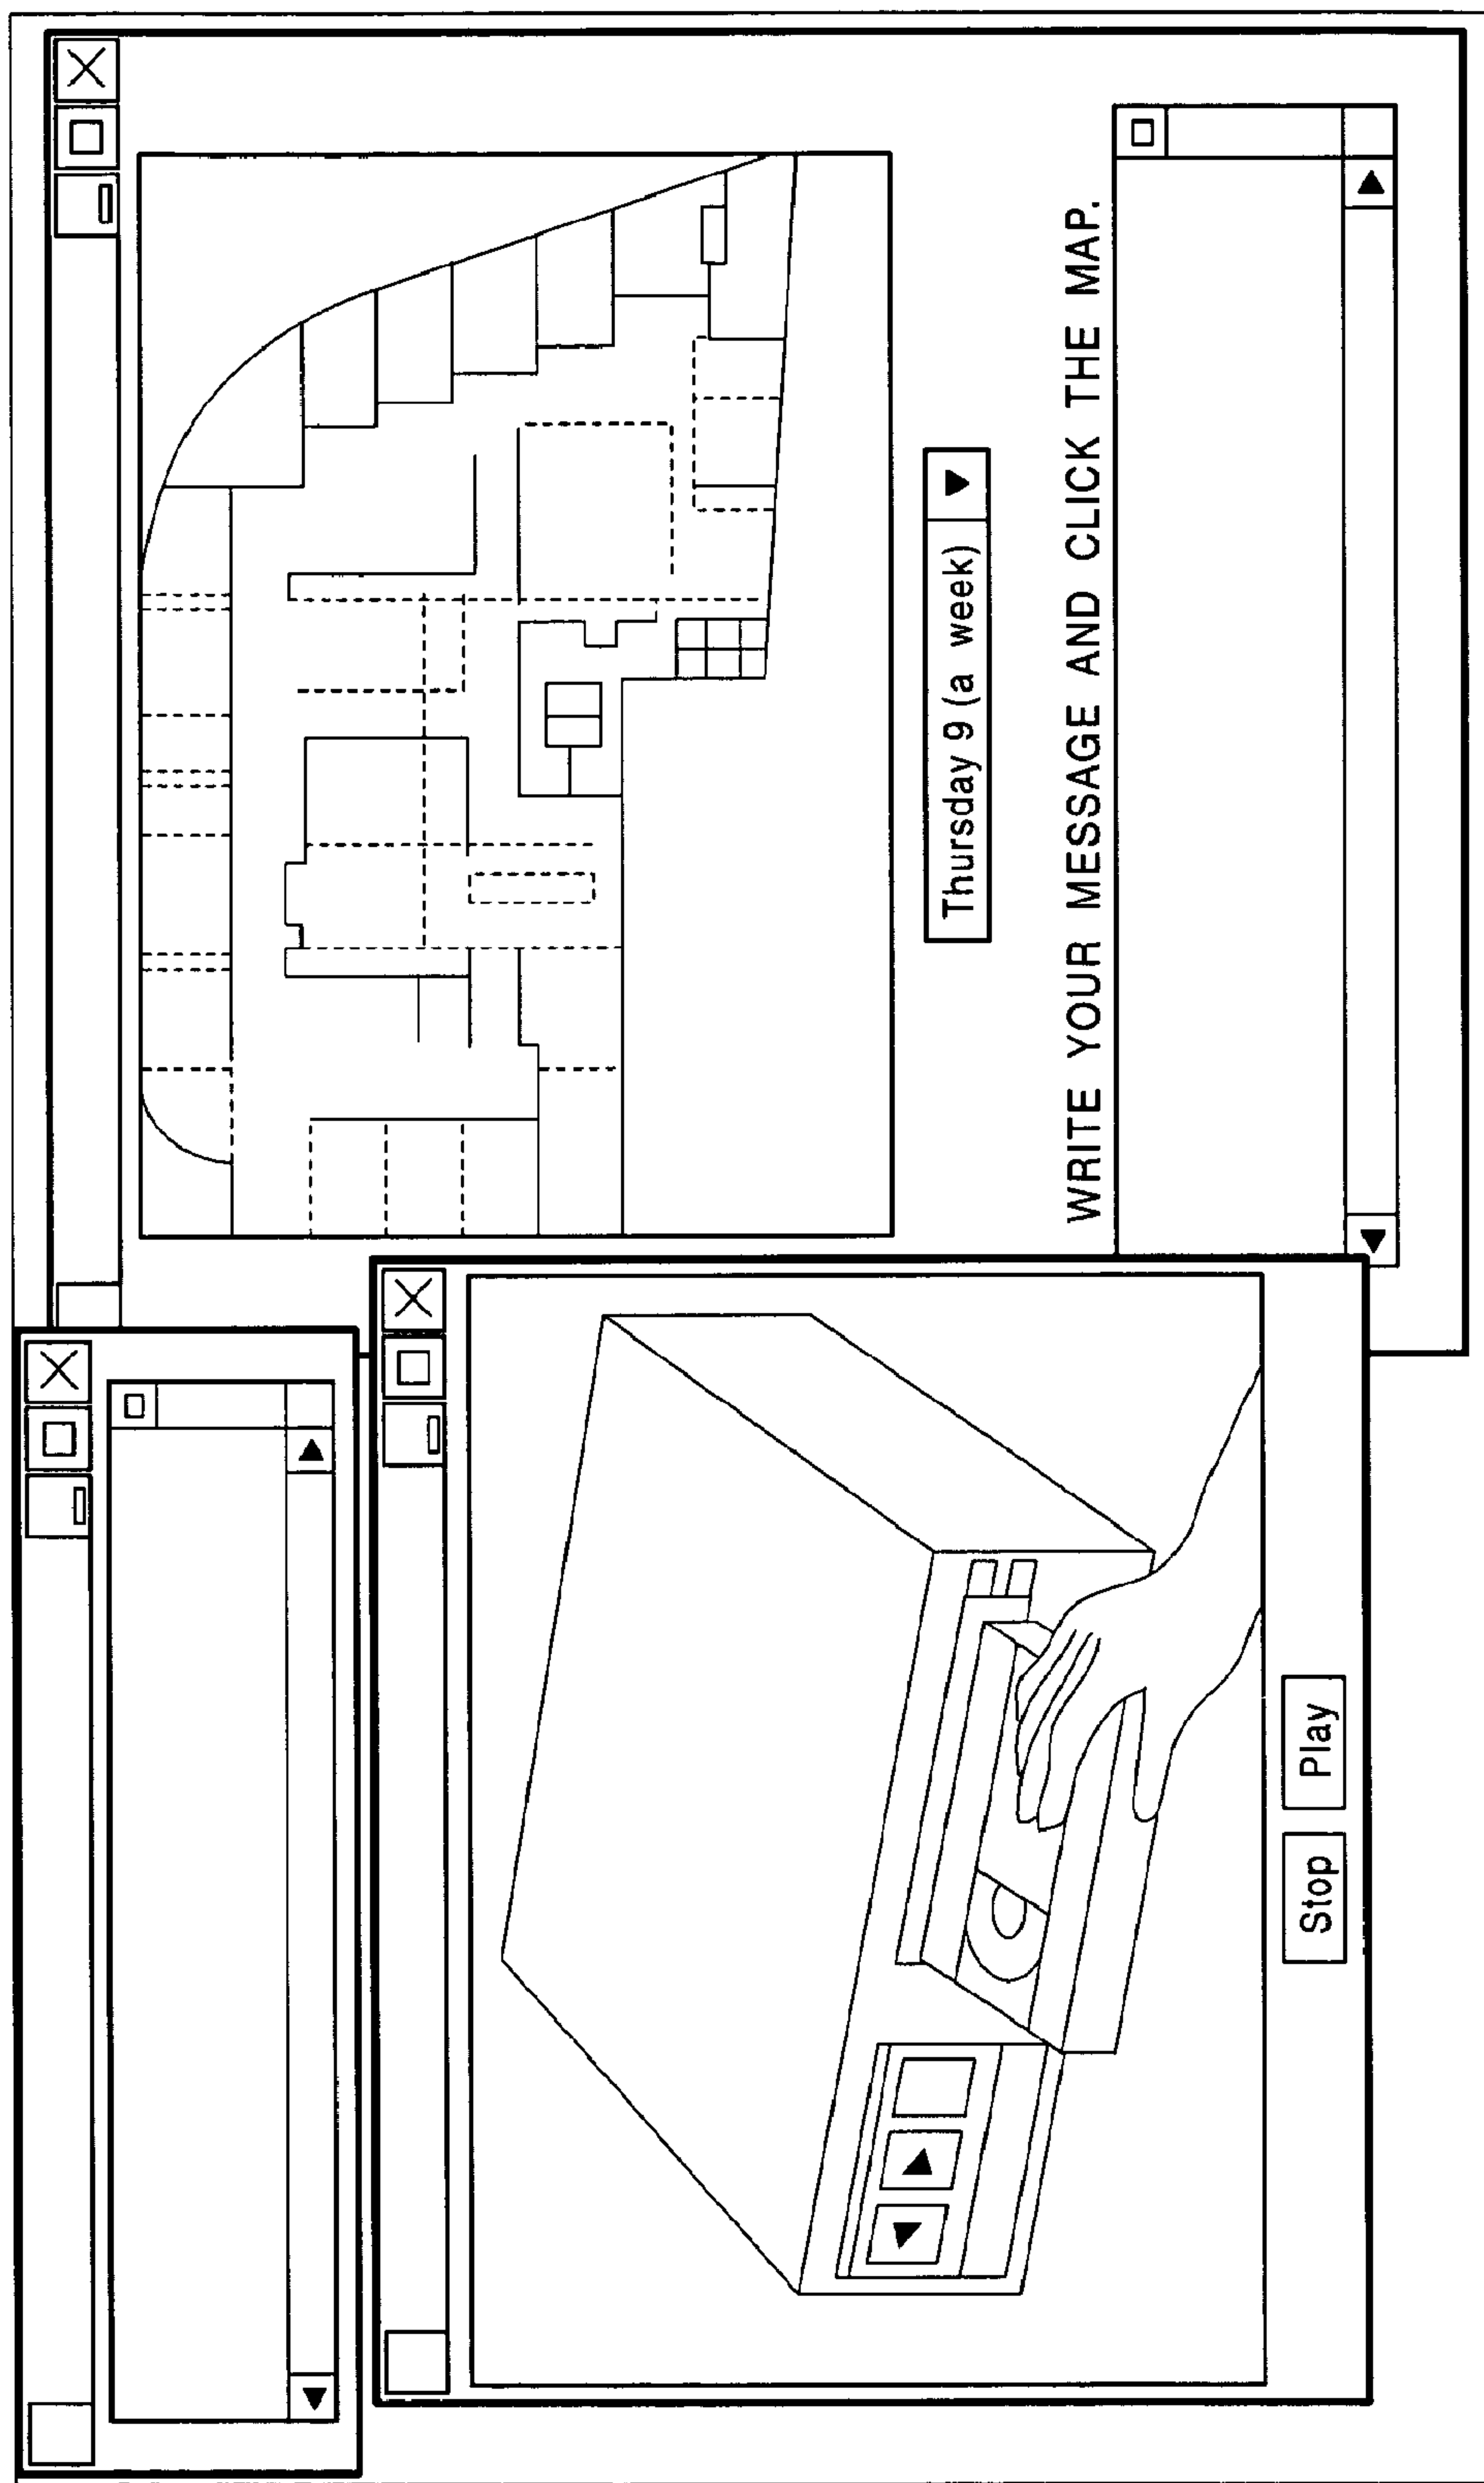 Stop
Play
Thursday 9 (a week)
WRITE YOUR MESSAGE AND CLICK THE MAP.